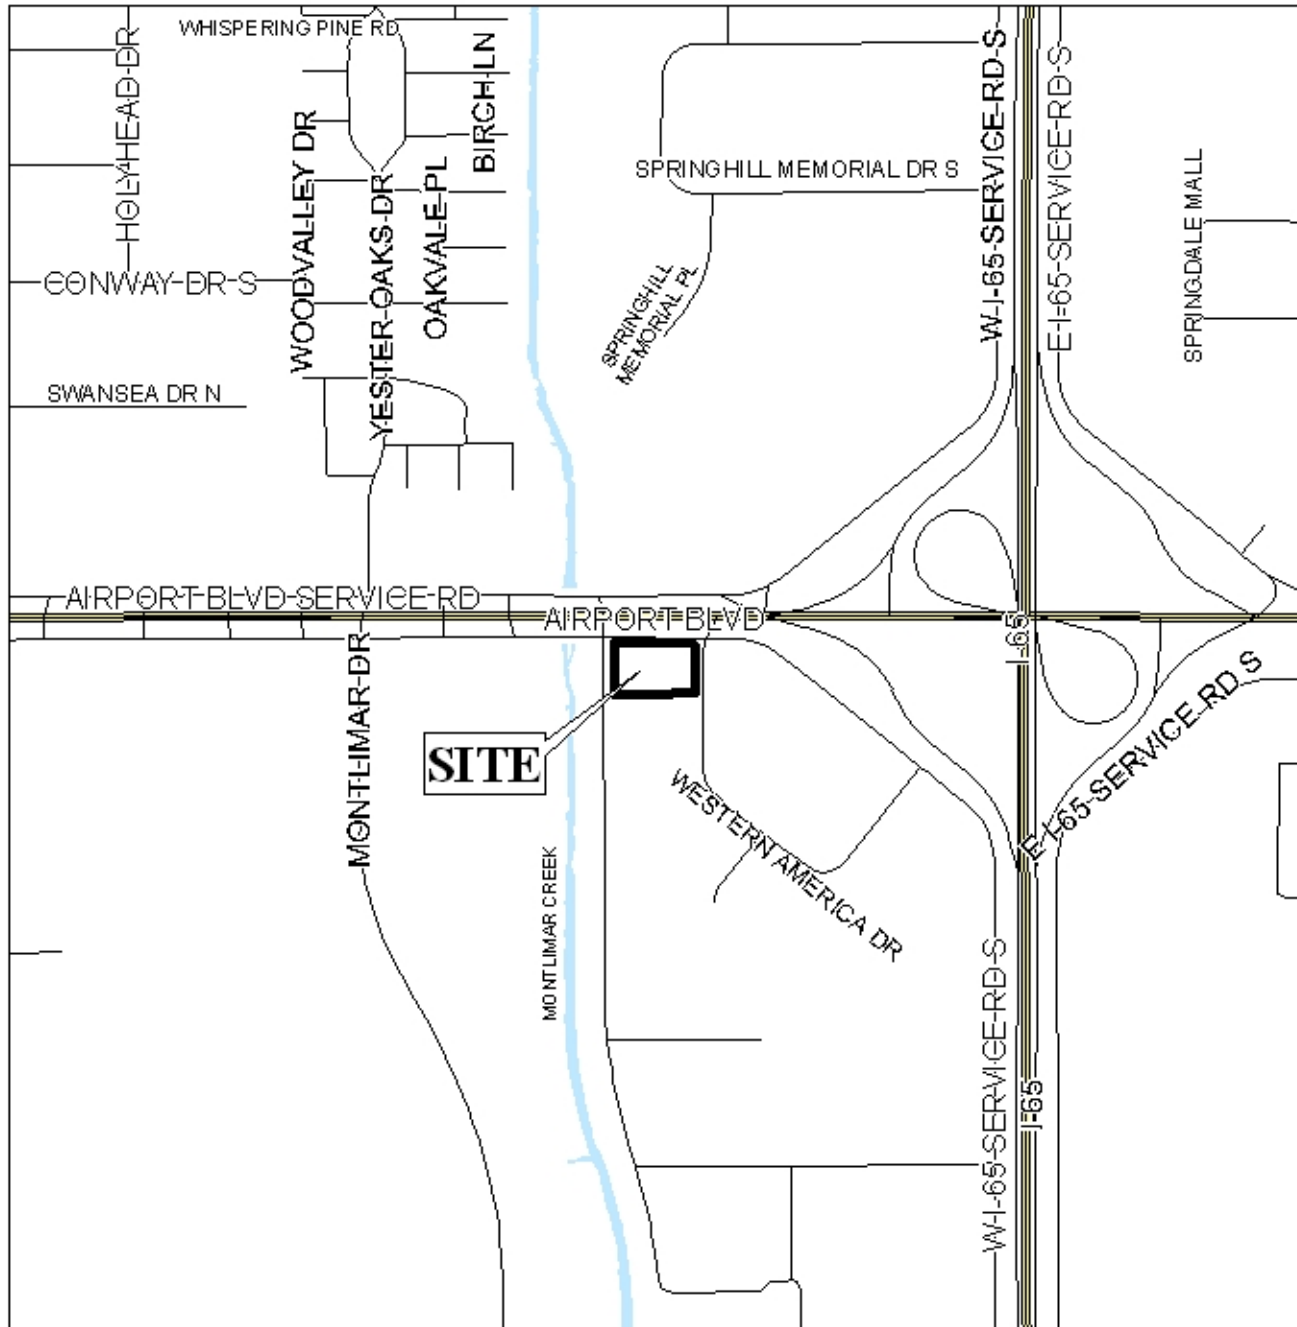 WHISPERING PINE RD
HOLYHEAD DR
BIRCH LN
W-I-65-SERVICE-RD-S
E-I-65-SERVICE-RD-S
WOODVALLEY DR
YESTER-OAKS-DR
OAKVALE-PL
SPRINGHILL MEMORIAL DR S
SPRINGDALE MALL
CONWAY-DR-S
SPRINGHILL
MEMORIAL PL
SWANSEA DR N
AIRPORT-BLVD-SERVICE-RD
AIRPORT-BLVD
I-65
MONTLIMAR-DR
SITE
E I-65-SERVICE-RD S
WESTERN AMERICA DR
MONTLIMAR CREEK
W-I-65-SERVICE-RD-S
I-65